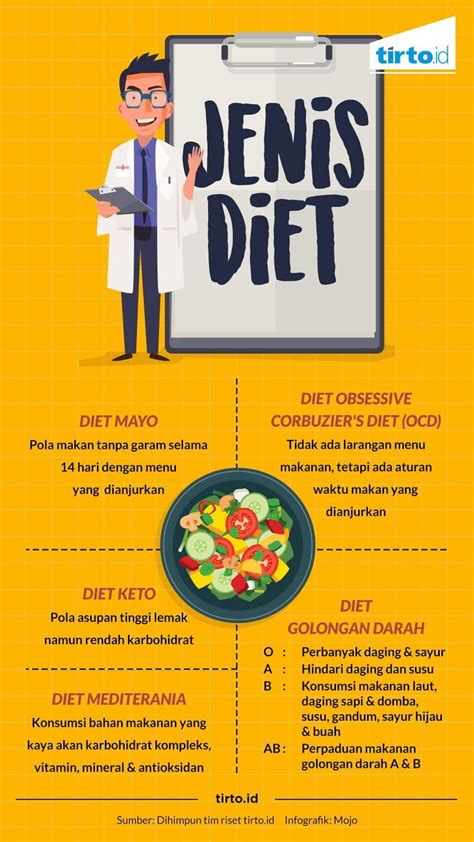 tirto.id
JENIS
DIET
DIET MAYO
Pola makan tanpa garam selama
14 hari dengan menu
yang dianjurkan
DIET OBSESSIVE
CORBUZIER'S DIET (OCD)
Tidak ada larangan menu
makanan, tetapi ada aturan
waktu makan yang
dianjurkan
DIET KETO
Pola asupan tinggi lemak
namun rendah karbohidrat
DIET MEDITERANIA
Konsumsi bahan makanan yang
kaya akan karbohidrat kompleks,
vitamin, mineral & antioksidan
DIET
GOLONGAN DARAH
O : Perbanyak daging & sayur
A : Hindari daging dan susu
B : Konsumsi makanan laut,
daging sapi & domba,
susu, gandum, sayur hijau
& buah
AB : Perpaduan makanan
golongan darah A & B
tirto.id
Sumber: Dihimpun tim riset tirto.id Infografik: Mojo